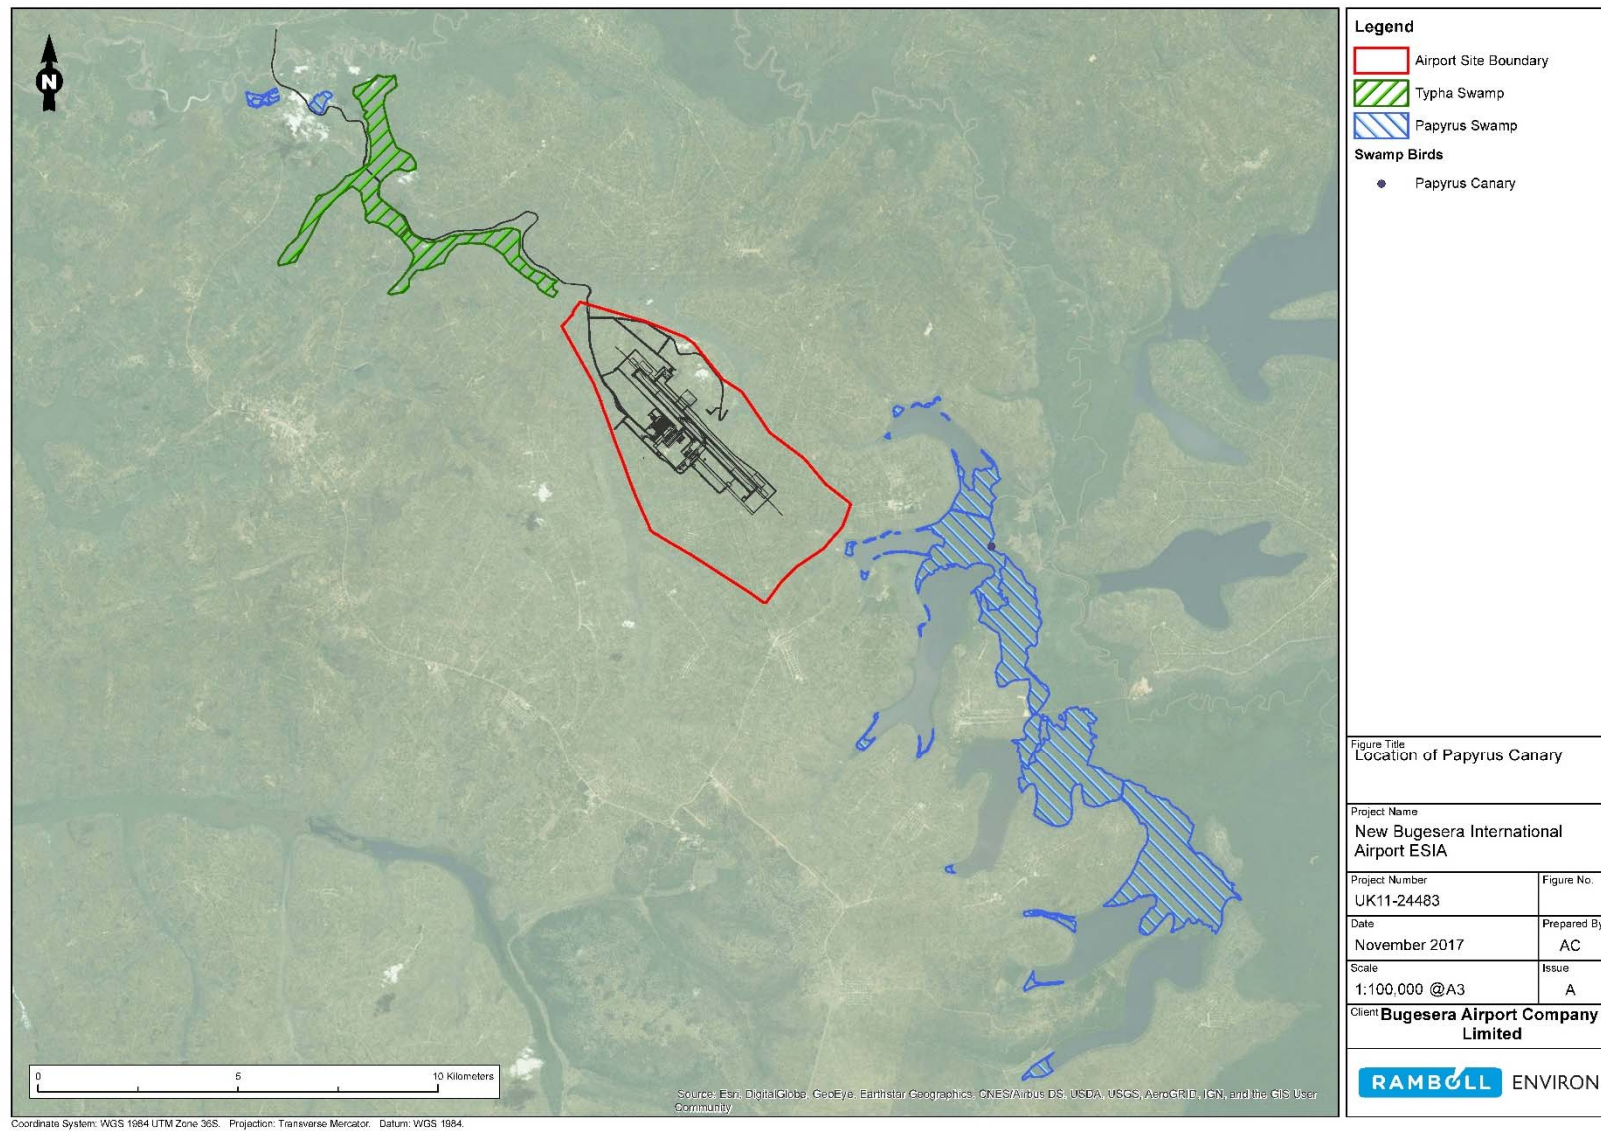 N
Legend
Airport Site Boundary
Typha Swamp
Papyrus Swamp
Swamp Birds
Papyrus Canary
Figure Title
Location of Papyrus Canary
Project Name
New Bugesera International
Airport ESIA
Project Number
UK11-24483
Figure No.
Date
November 2017
Prepared By
AC
Scale
1:100,000 @A3
Issue
A
Client Bugesera Airport Company
Limited
RAMBOLL ENVIRON
0 5 10 Kilometers
Source: Esri, DigitalGlobe, GeoEye, Earthstar Geographics, CNES/Airbus DS, USDA, USGS, AeroGRID, IGN, and the GIS User
Community
Coordinate System: WGS 1984 UTM Zone 36S. Projection: Transverse Mercator. Datum: WGS 1984.